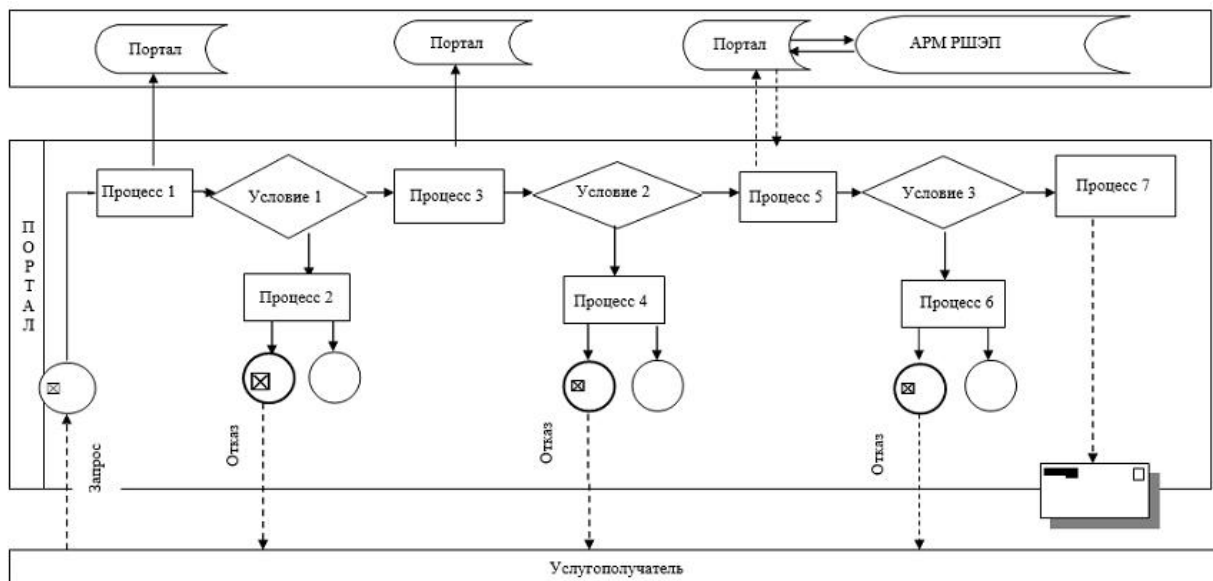 Портал
Портал
Портал
АРМ РШЭП
ПОРТАЛ
Процесс 1
Условие 1
Процесс 3
Условие 2
Процесс 5
Условие 3
Процесс 7
Процесс 2
Процесс 4
Процесс 6
Запрос
Отказ
Отказ
Отказ
Услугополучатель